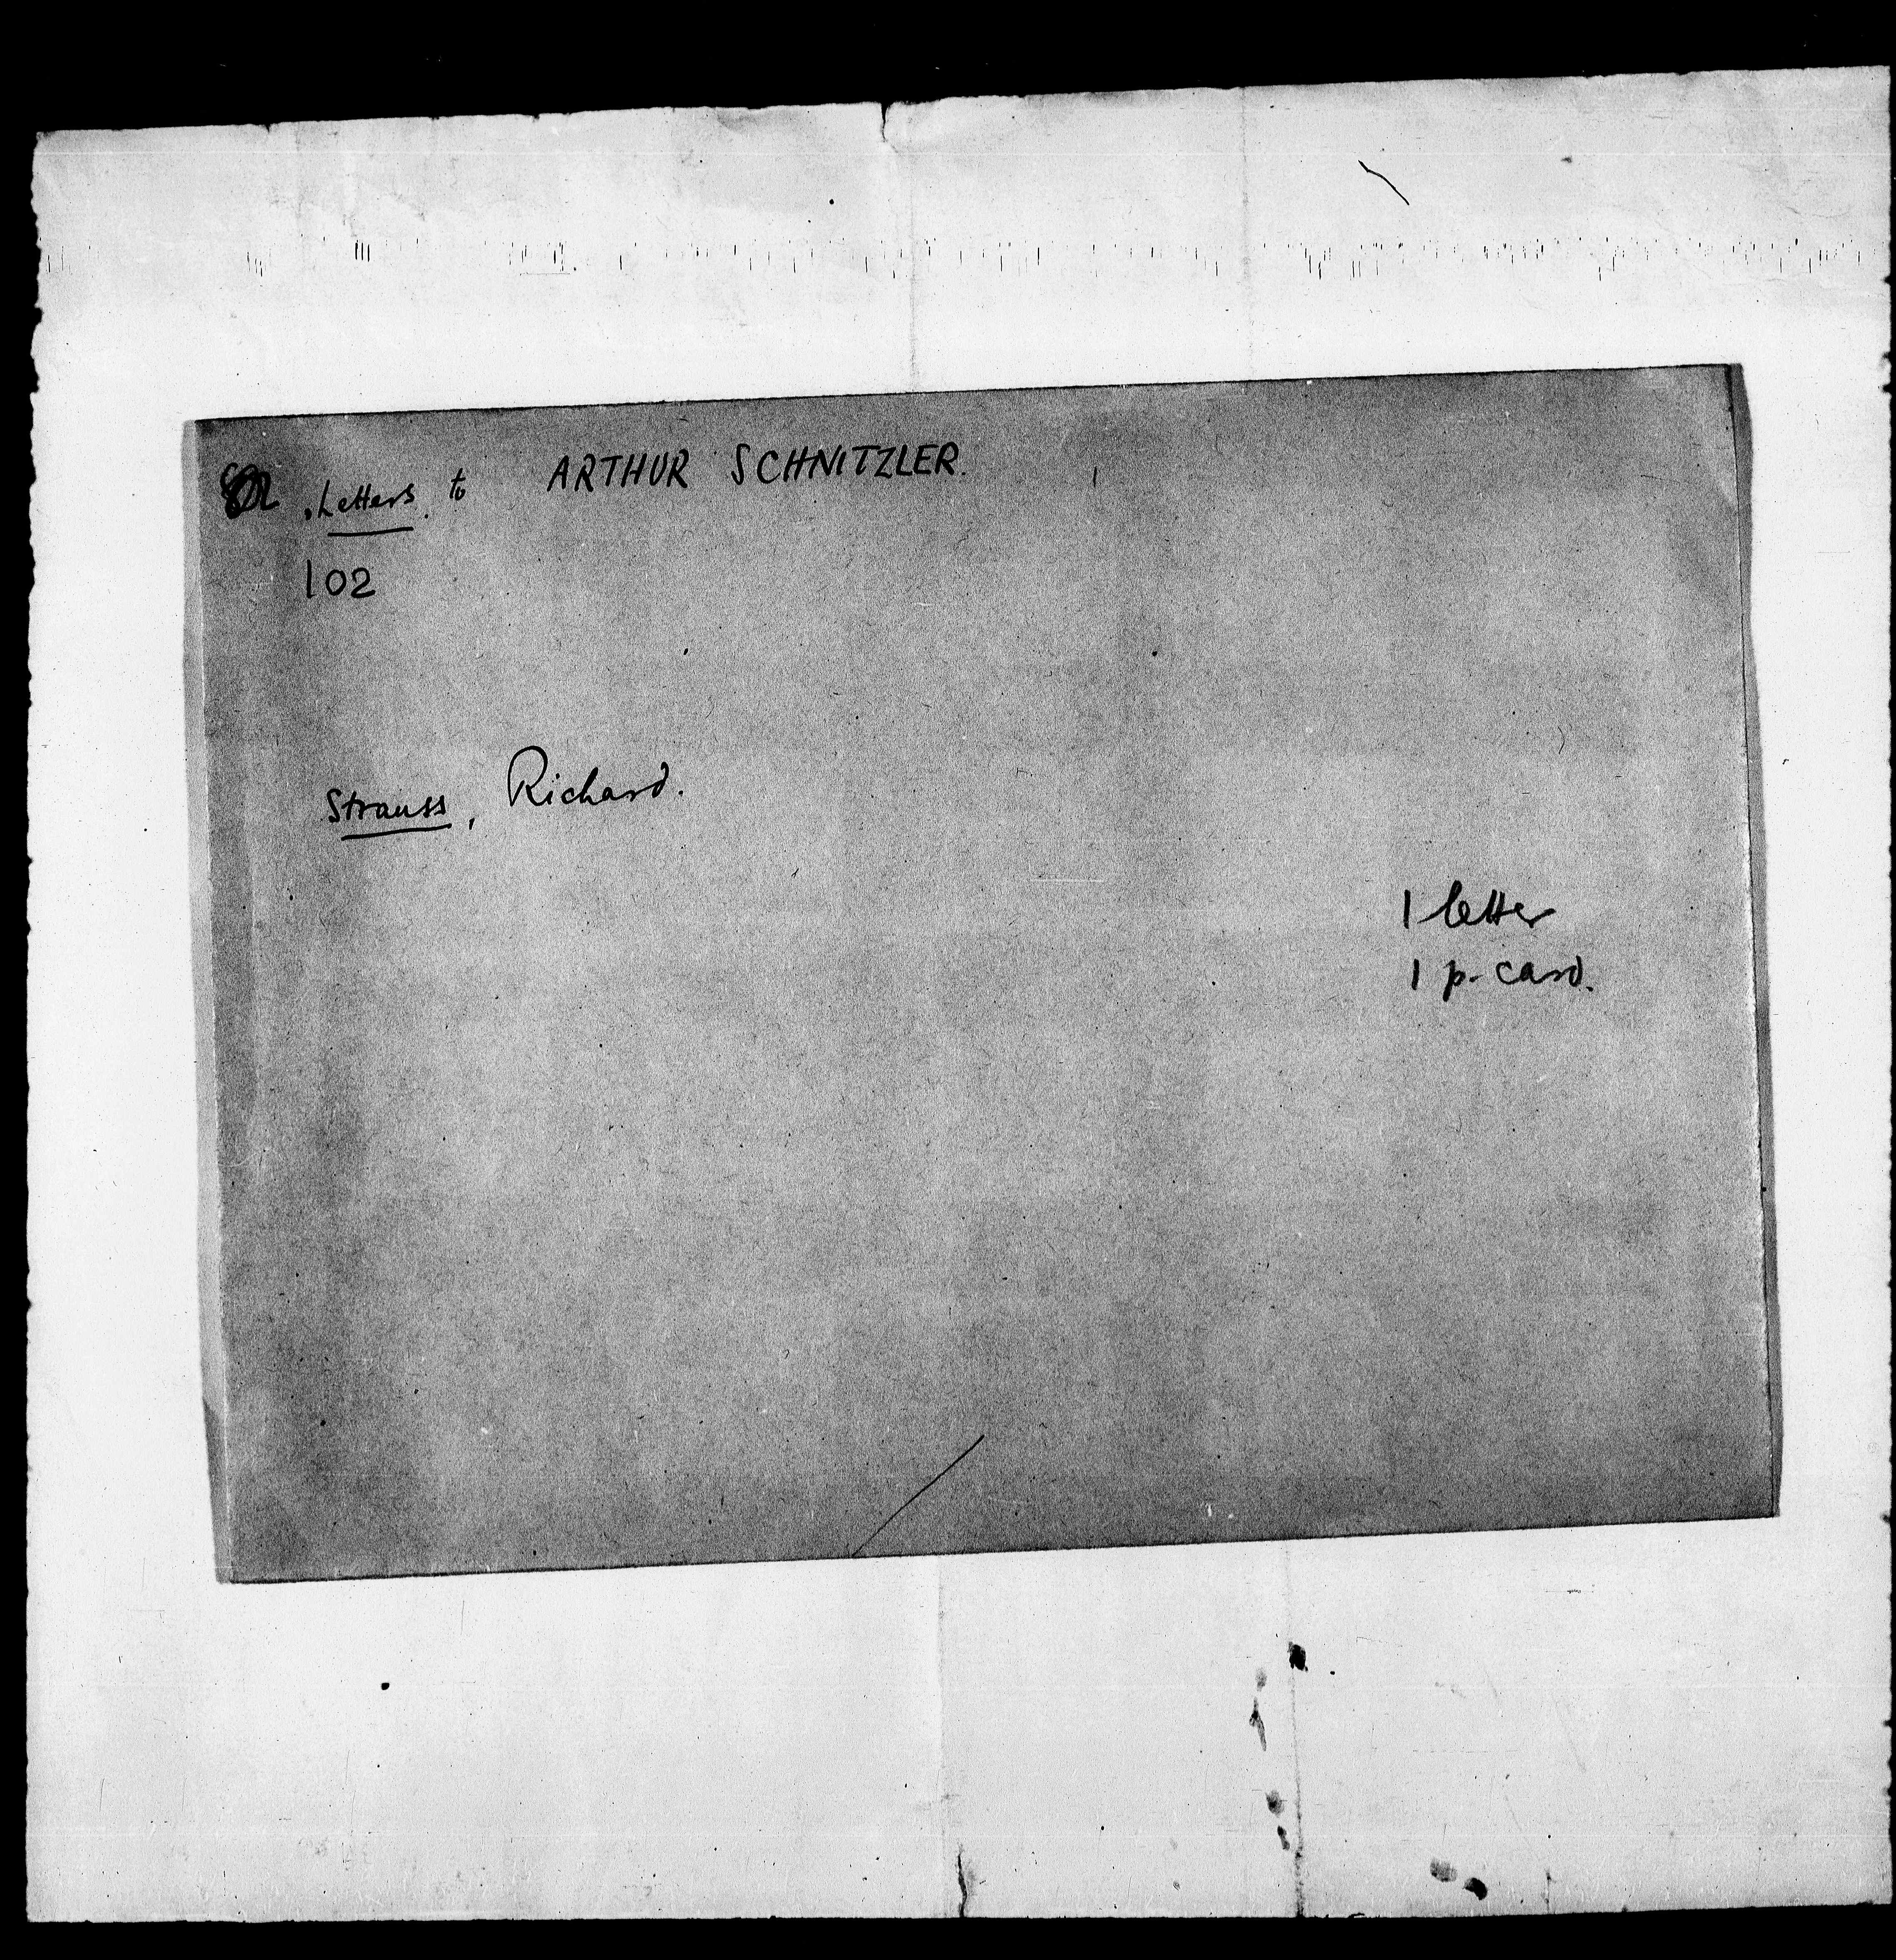 Letters to ARTHUR SCHNITZLER.
102
Strauss, Richard.
1 letter
1 p. card.